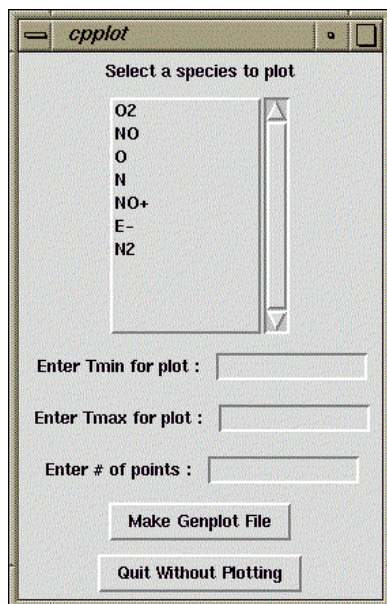 cpplot
Select a species to plot
O2
NO
O
N
NO+
E-
N2
Enter Tmin for plot :
Enter Tmax for plot :
Enter # of points :
Make Genplot File
Quit Without Plotting